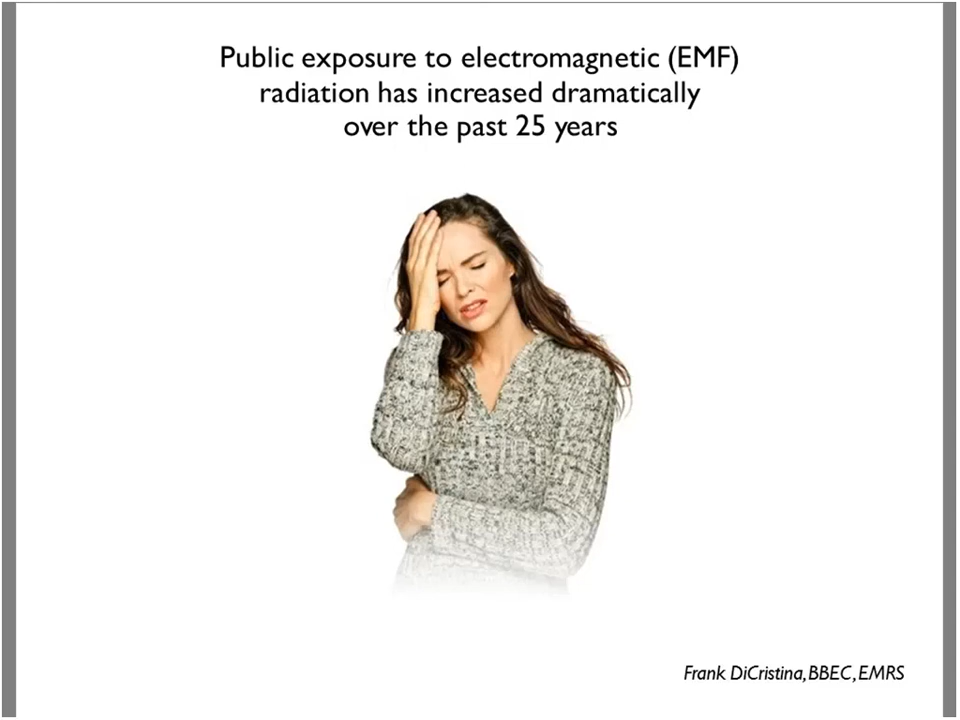 Public exposure to electromagnetic (EMF)
radiation has increased dramatically
over the past 25 years
Frank DiCristina, BBEC, EMRS